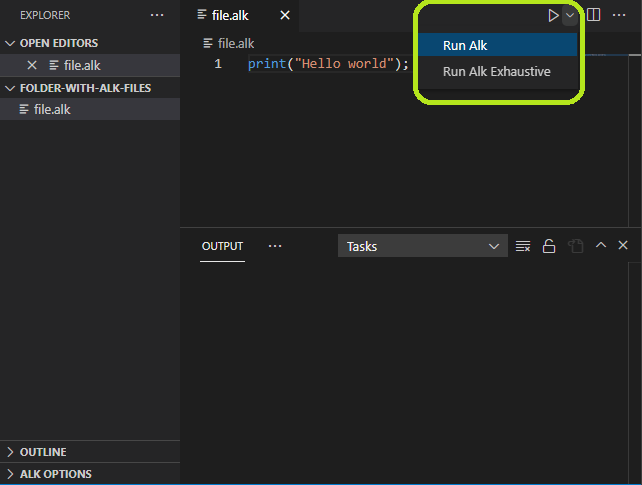 EXPLORER
OPEN EDITORS
file.alk
FOLDER-WITH-ALK-FILES
file.alk
file.alk
file.alk
1 print("Hello world");
Run Alk
Run Alk Exhaustive
OUTPUT
Tasks
OUTLINE
ALK OPTIONS